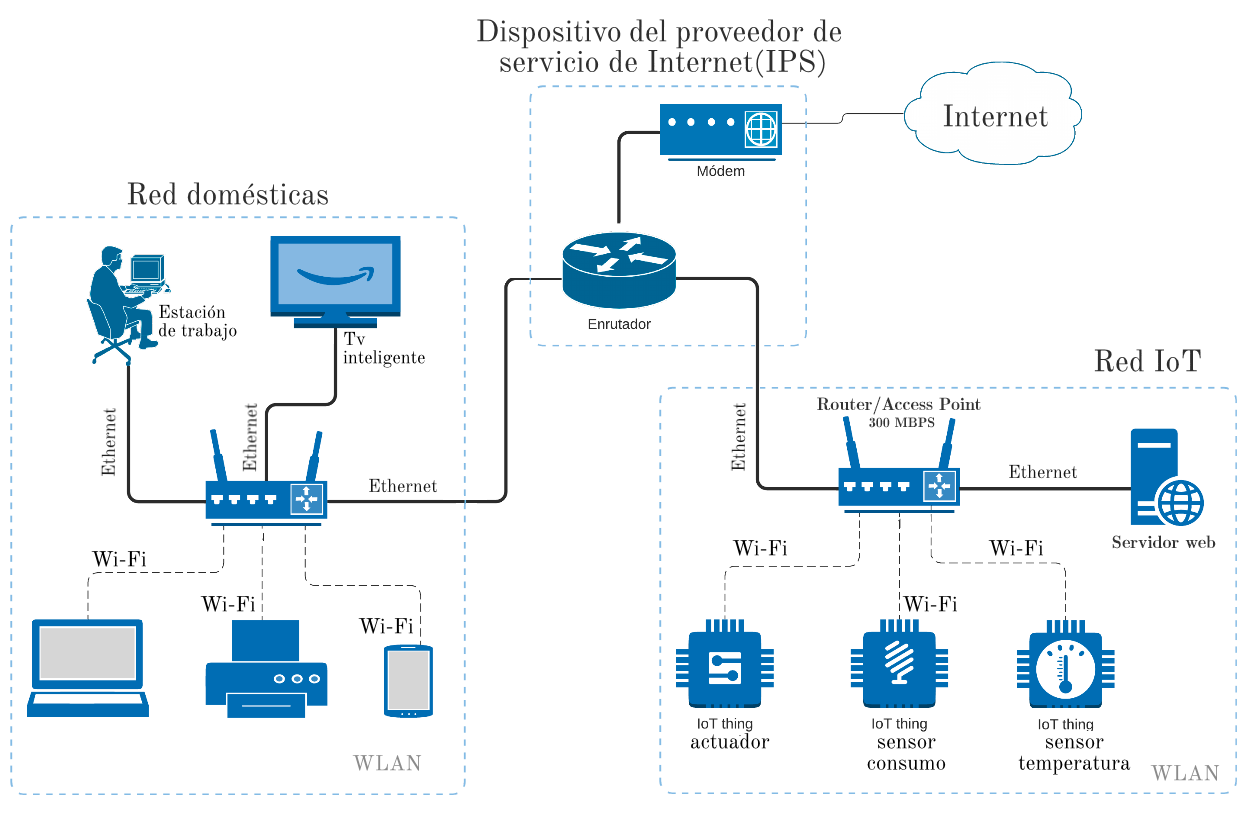 Dispositivo del proveedor de
servicio de Internet(IPS)
Internet
Módem
Enrutador
Red domésticas
Estación
de trabajo
Tv
inteligente
Ethernet
Ethernet
Ethernet
Wi-Fi
Wi-Fi
Wi-Fi
WLAN
Red IoT
Router/Access Point
300 MBPS
Ethernet
Ethernet
Servidor web
Wi-Fi
Wi-Fi
Wi-Fi
IoT thing
actuador
IoT thing
sensor
consumo
IoT thing
sensor
temperatura
WLAN